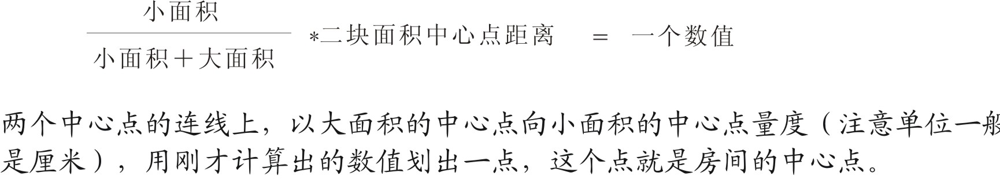 小面积
*二块面积中心点距离 = 一个数值
小面积+大面积
两个中心点的连线上，以大面积的中心点向小面积的中心点量度（注意单位一般
是厘米），用刚才计算出的数值划出一点，这个点就是房间的中心点。